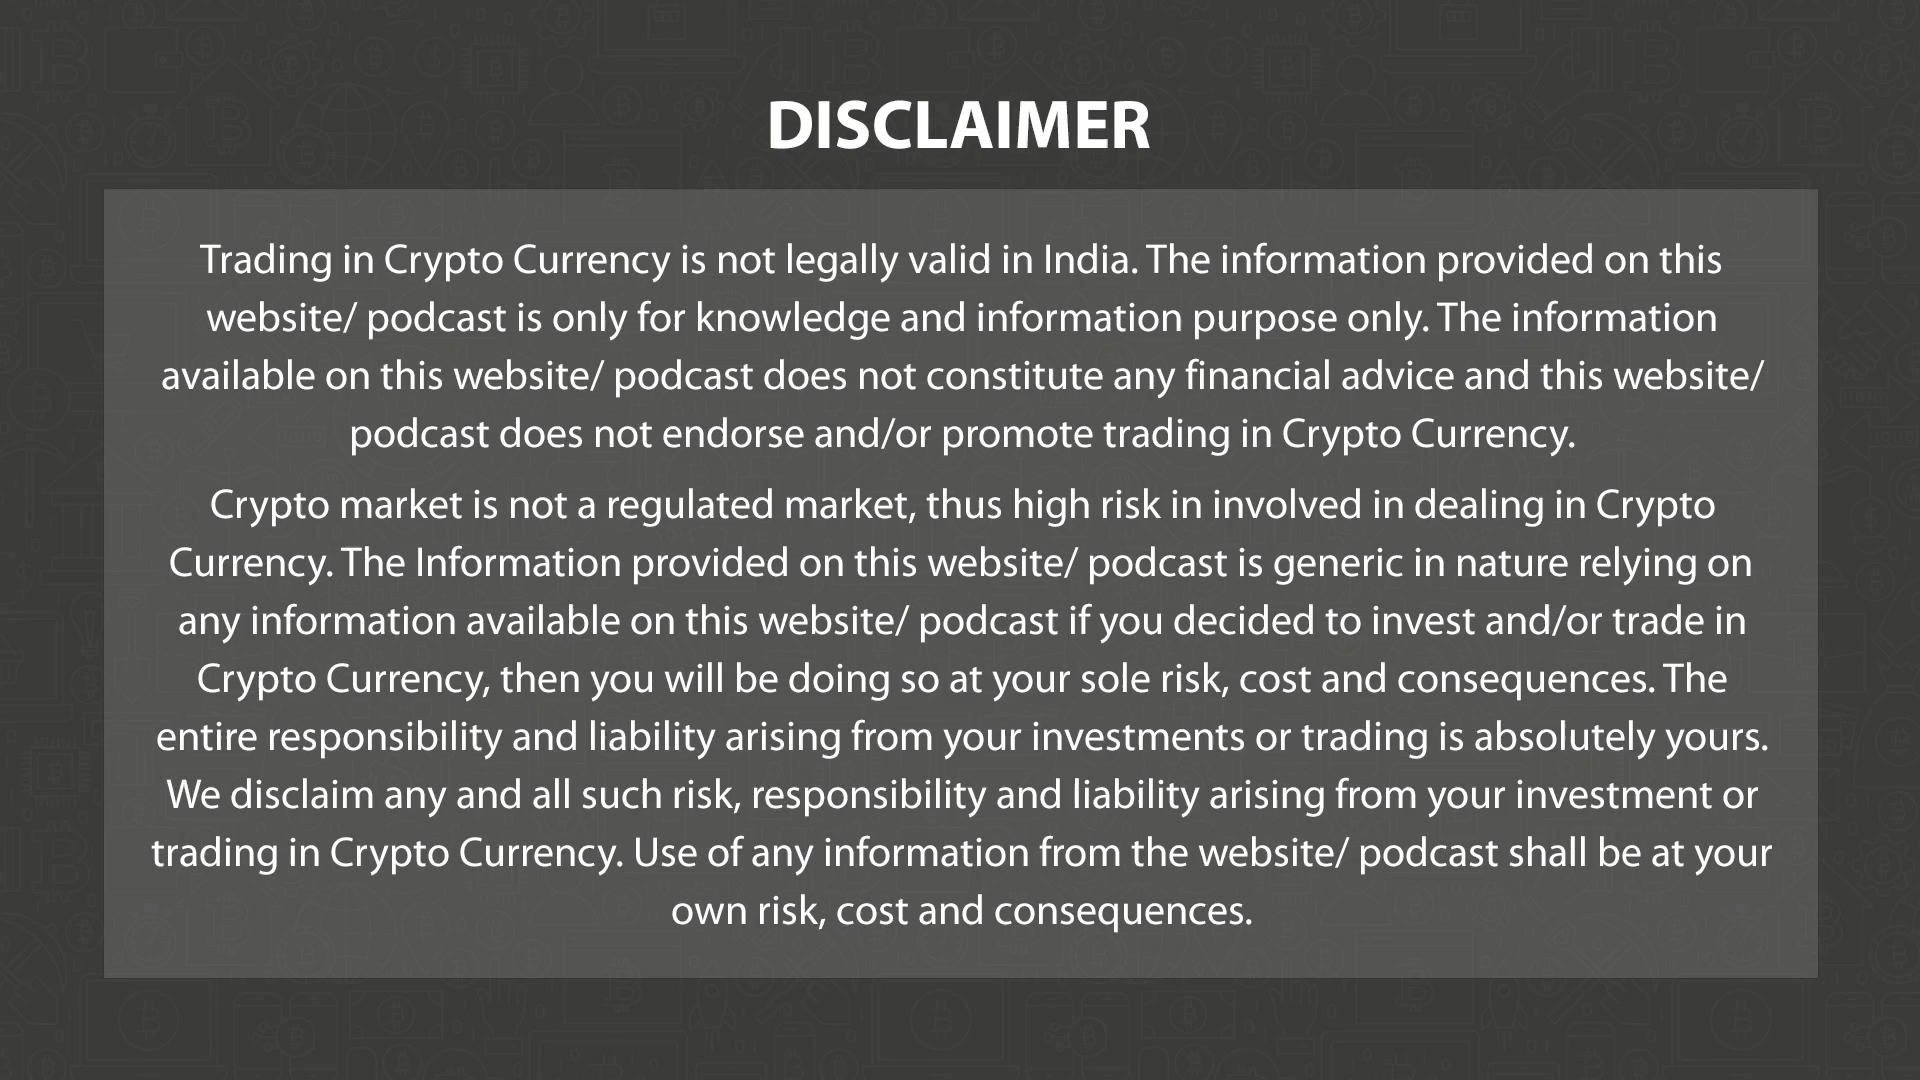 DISCLAIMER
Trading in Crypto Currency is not legally valid in India. The information provided on this
website/ podcast is only for knowledge and information purpose only. The information
available on this website/ podcast does not constitute any financial advice and this website/
podcast does not endorse and/or promote trading in Crypto Currency.
Crypto market is not a regulated market, thus high risk in involved in dealing in Crypto
Currency. The Information provided on this website/ podcast is generic in nature relying on
any information available on this website/ podcast if you decided to invest and/or trade in
Crypto Currency, then you will be doing so at your sole risk, cost and consequences. The
entire responsibility and liability arising from your investments or trading is absolutely yours.
We disclaim any and all such risk, responsibility and liability arising from your investment or
trading in Crypto Currency. Use of any information from the website/ podcast shall be at your
own risk, cost and consequences.